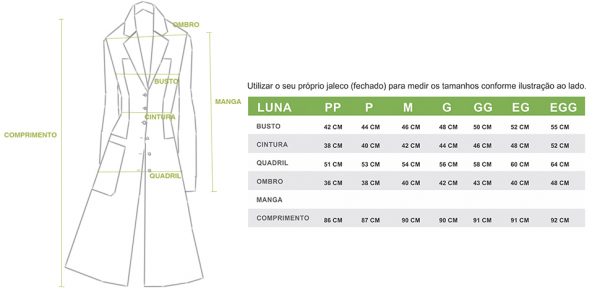 OMBRO
BUSTO
MANGA
CINTURA
COMPRIMENTO
QUADRIL
Utilizar o seu próprio jaleco (fechado) para medir os tamanhos conforme ilustração ao lado.
LUNA PP P M G GG EG EGG
BUSTO 42 CM 44 CM 46 CM 48 CM 50 CM 52 CM 55 CM
CINTURA 38 CM 40 CM 42 CM 44 CM 46 CM 48 CM 52 CM
QUADRIL 51 CM 53 CM 54 CM 56 CM 58 CM 60 CM 64 CM
OMBRO 36 CM 38 CM 40 CM 42 CM 43 CM 40 CM 48 CM
MANGA
COMPRIMENTO 86 CM 87 CM 90 CM 90 CM 91 CM 91 CM 92 CM